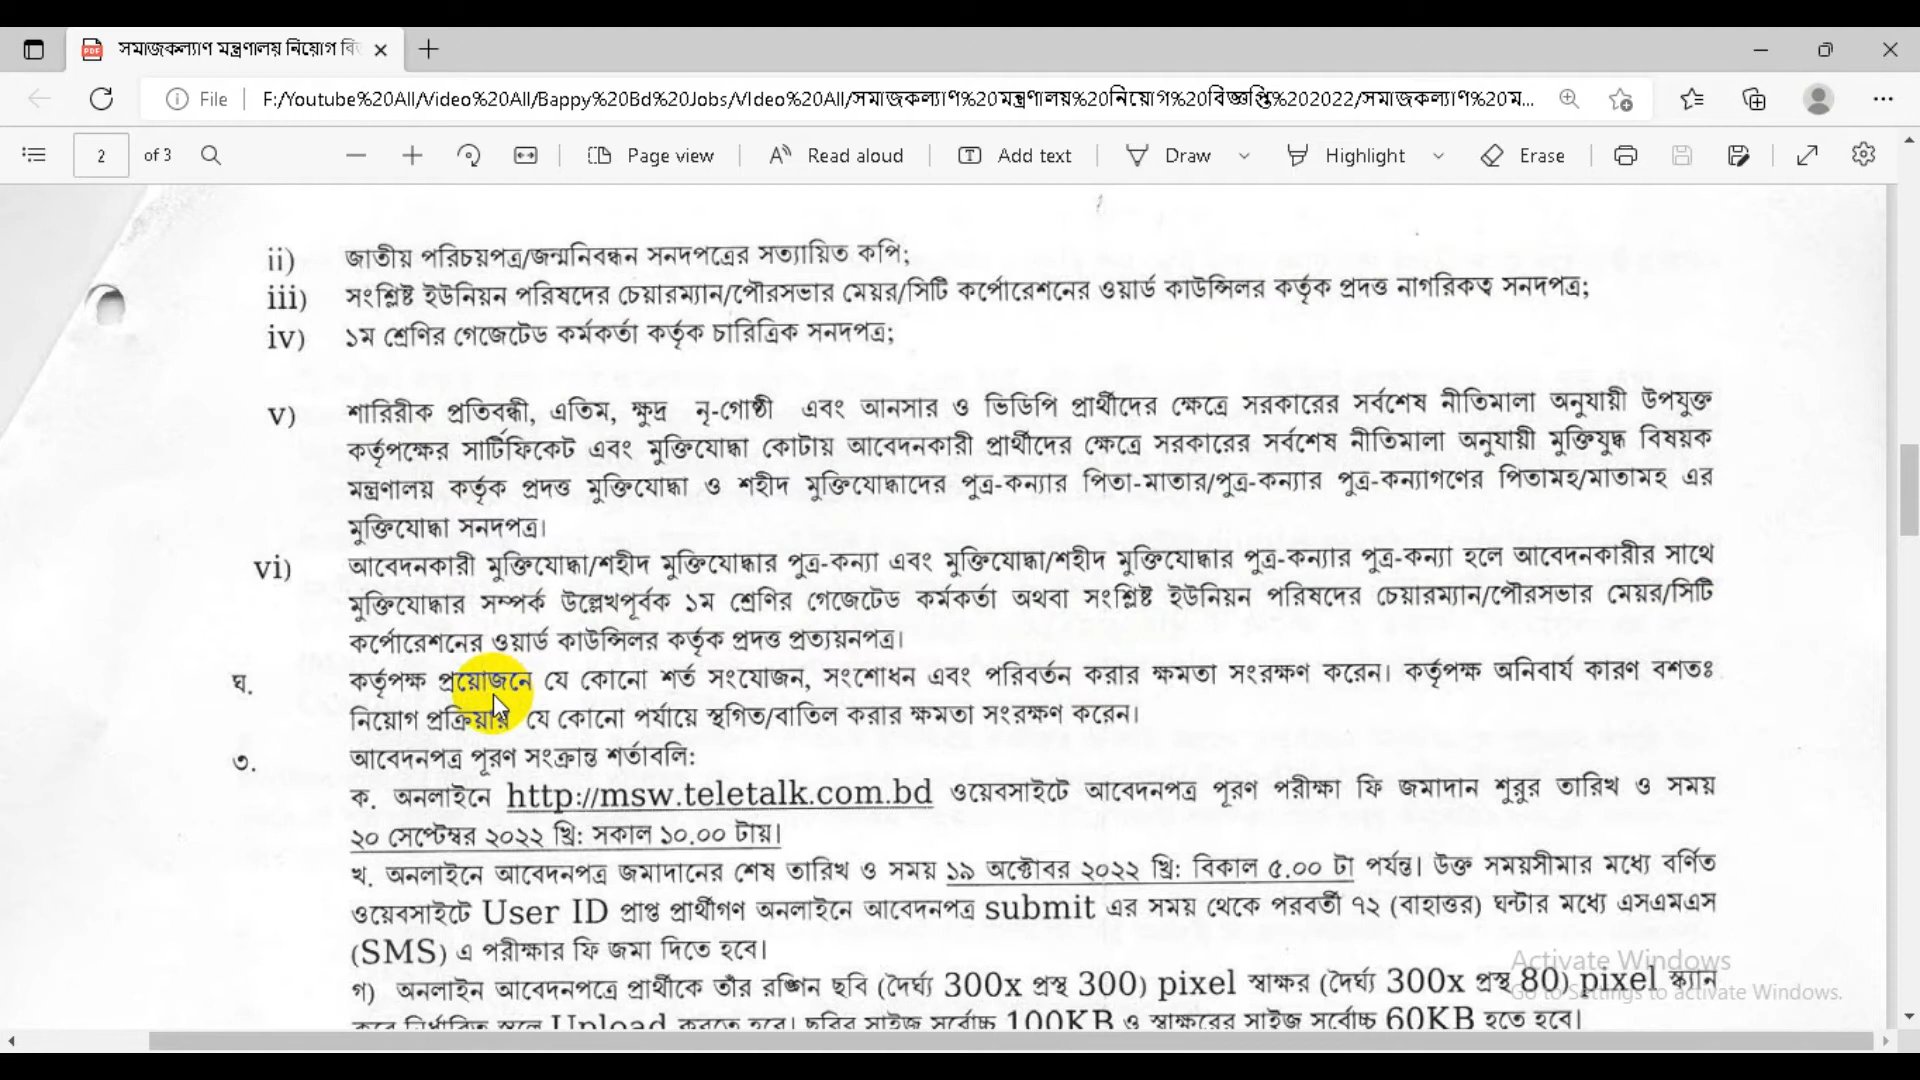 সমাজকল্যাণ মন্ত্রণালয় নিয়োগ বি
File F:/Youtube%20All/Video%20All/Bappy%20Bd%20Jobs/VIdeo%20All/সমাজকল্যাণ%20মন্ত্রণালয়%20নিয়োগ%20বিজ্ঞপ্তি%202022/সমাজকল্যাণ%20ম...
2 of 3 Page view Read aloud Add text Draw Highlight Erase
ii) জাতীয় পরিচয়পত্র/জন্মনিবন্ধন সনদপত্রের সত্যায়িত কপি;
iii) সংশ্লিষ্ট ইউনিয়ন পরিষদের চেয়ারম্যান/পৌরসভার মেয়র/সিটি কর্পোরেশনের ওয়ার্ড কাউন্সিলর কর্তৃক প্রদত্ত নাগরিকত্ব সনদপত্র;
iv) ১ম শ্রেণির গেজেটেড কর্মকর্তা কর্তৃক চারিত্রিক সনদপত্র;
v) শারিরীক প্রতিবন্ধী, এতিম, ক্ষুদ্র নৃ-গোষ্ঠী এবং আনসার ও ভিডিপি প্রার্থীদের ক্ষেত্রে সরকারের সর্বশেষ নীতিমালা অনুযায়ী উপযুক্ত
কর্তৃপক্ষের সার্টিফিকেট এবং মুক্তিযোদ্ধা কোটায় আবেদনকারী প্রার্থীদের ক্ষেত্রে সরকারের সর্বশেষ নীতিমালা অনুযায়ী মুক্তিযুদ্ধ বিষয়ক
মন্ত্রণালয় কর্তৃক প্রদত্ত মুক্তিযোদ্ধা ও শহীদ মুক্তিযোদ্ধাদের পুত্র-কন্যার পিতা-মাতার/পুত্র-কন্যার পুত্র-কন্যাগণের পিতামহ/মাতামহ এর
মুক্তিযোদ্ধা সনদপত্র।
vi) আবেদনকারী মুক্তিযোদ্ধা/শহীদ মুক্তিযোদ্ধার পুত্র-কন্যা এবং মুক্তিযোদ্ধা/শহীদ মুক্তিযোদ্ধার পুত্র-কন্যার পুত্র-কন্যা হলে আবেদনকারীর সাথে
মুক্তিযোদ্ধার সম্পর্ক উল্লেখপূর্বক ১ম শ্রেণির গেজেটেড কর্মকর্তা অথবা সংশ্লিষ্ট ইউনিয়ন পরিষদের চেয়ারম্যান/পৌরসভার মেয়র/সিটি
কর্পোরেশনের ওয়ার্ড কাউন্সিলর কর্তৃক প্রদত্ত প্রত্যয়নপত্র।
ঘ. কর্তৃপক্ষ প্রয়োজনে যে কোনো শর্ত সংযোজন, সংশোধন এবং পরিবর্তন করার ক্ষমতা সংরক্ষণ করেন। কর্তৃপক্ষ অনিবার্য কারণ বশতঃ
নিয়োগ প্রক্রিয়ার যে কোনো পর্যায়ে স্থগিত/বাতিল করার ক্ষমতা সংরক্ষণ করেন।
৩. আবেদনপত্র পূরণ সংক্রান্ত শর্তাবলি:
ক. অনলাইনে http://msw.teletalk.com.bd ওয়েবসাইটে আবেদনপত্র পূরণ পরীক্ষা ফি জমাদান শুরুর তারিখ ও সময়
২০ সেপ্টেম্বর ২০২২ খ্রি: সকাল ১০.০০ টায়।
খ. অনলাইনে আবেদনপত্র জমাদানের শেষ তারিখ ও সময় ১৯ অক্টোবর ২০২২ খ্রি: বিকাল ৫.০০ টা পর্যন্ত। উক্ত সময়সীমার মধ্যে বর্ণিত
ওয়েবসাইটে User ID প্রাপ্ত প্রার্থীগণ অনলাইনে আবেদনপত্র submit এর সময় থেকে পরবর্তী ৭২ (বাহাত্তর) ঘন্টার মধ্যে এসএমএস
(SMS) এ পরীক্ষার ফি জমা দিতে হবে।
গ) অনলাইন আবেদনপত্রে প্রার্থীকে তাঁর রঙ্গিন ছবি (দৈর্ঘ্য 300x প্রস্থ 300) pixel স্বাক্ষর (দৈর্ঘ্য 300x প্রস্থ 80) pixel স্ক্যান
করে নির্ধারিত স্থলে Upload করতে হবে। ছবির সাইজ সর্বোচ্চ 100KB ও স্বাক্ষরের সাইজ সর্বোচ্চ 60KB হতে হবে।
Activate Windows
Go to Settings to activate Windows.